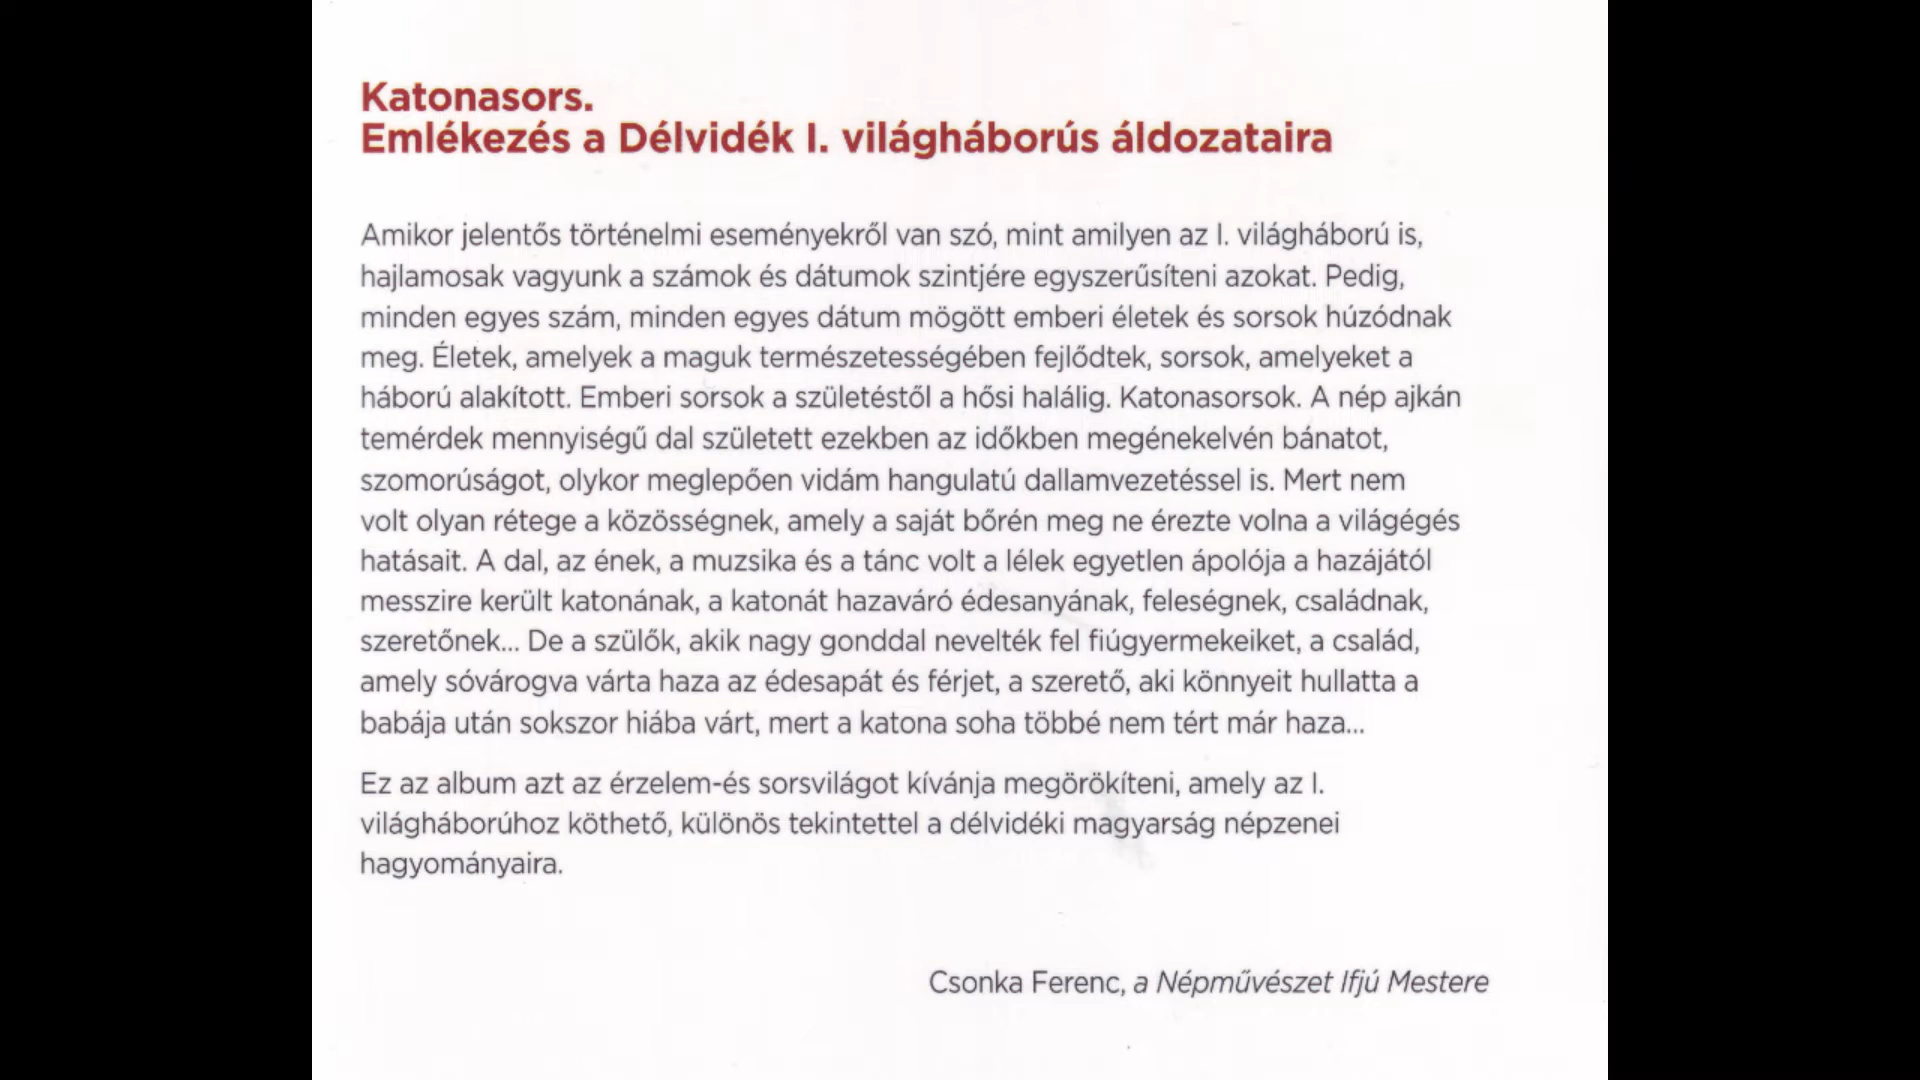 Katonasors.
Emlékezés a Délvidék I. világháborús áldozataira
Amikor jelentős történelmi eseményekről van szó, mint amilyen az I. világháború is,
hajlamosak vagyunk a számok és dátumok szintjére egyszerűsíteni azokat. Pedig,
minden egyes szám, minden egyes dátum mögött emberi életek és sorsok húzódnak
meg. Életek, amelyek a maguk természetességében fejlődtek, sorsok, amelyeket a
háború alakított. Emberi sorsok a születéstől a hősi halálig. Katonasorsok. A nép ajkán
temérdek mennyiségű dal született ezekben az időkben megénekelvén bánatot,
szomorúságot, olykor meglepően vidám hangulatú dallamvezetéssel is. Mert nem
volt olyan rétege a közösségnek, amely a saját bőrén meg ne érezte volna a világégés
hatásait. A dal, az ének, a muzsika és a tánc volt a lélek egyetlen ápolója a hazájától
messzire került katonának, a katonát hazaváró édesanyának, feleségnek, családnak,
szeretőnek... De a szülők, akik nagy gonddal nevelték fel fiúgyermekeiket, a család,
amely sóvárogva várta haza az édesapát és férjet, a szerető, aki könnyeit hullatta a
babája után sokszor hiába várt, mert a katona soha többé nem tért már haza...
Ez az album azt az érzelem-és sorsvilágot kívánja megörökíteni, amely az I.
világháborúhoz köthető, különös tekintettel a délvidéki magyarság népzenei
hagyományaira.
Csonka Ferenc, a Népművészet Ifjú Mestere